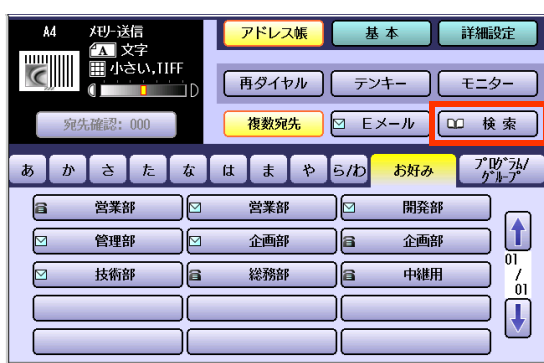 A4 メモリー送信 アドレス帳 基本 詳細設定
A 文字
小さい,TIFF
再ダイヤル テンキー モニター
D
宛先確認: 000 複数宛先 Eメール 検索
あ か さ た な は ま や ら/わ お好み プログラム/
グループ
営業部 営業部 開発部
管理部 企画部 企画部
技術部 総務部 中継用
01
/
01